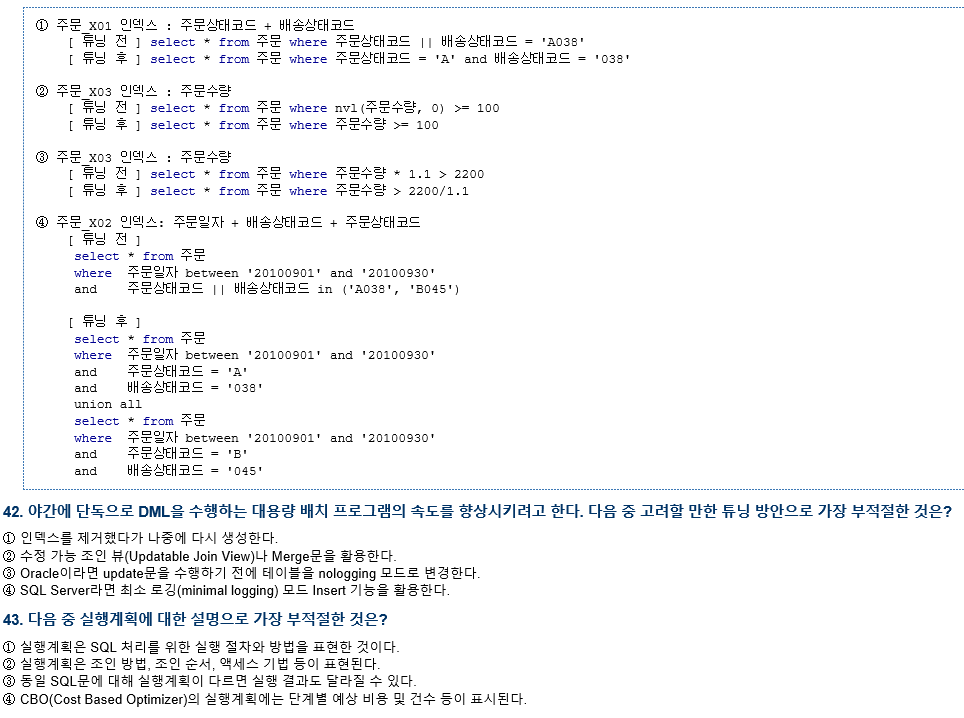 ① 주문_X01 인덱스 : 주문상태코드 + 배송상태코드
[ 튜닝 전 ] select * from 주문 where 주문상태코드 || 배송상태코드 = 'A038'
[ 튜닝 후 ] select * from 주문 where 주문상태코드 = 'A' and 배송상태코드 = '038'
② 주문_X03 인덱스 : 주문수량
[ 튜닝 전 ] select * from 주문 where nvl(주문수량, 0) >= 100
[ 튜닝 후 ] select * from 주문 where 주문수량 >= 100
③ 주문_X03 인덱스 : 주문수량
[ 튜닝 전 ] select * from 주문 where 주문수량 * 1.1 > 2200
[ 튜닝 후 ] select * from 주문 where 주문수량 > 2200/1.1
④ 주문_X02 인덱스: 주문일자 + 배송상태코드 + 주문상태코드
[ 튜닝 전 ]
select * from 주문
where 주문일자 between '20100901' and '20100930'
and 주문상태코드 || 배송상태코드 in ('A038', 'B045')
[ 튜닝 후 ]
select * from 주문
where 주문일자 between '20100901' and '20100930'
and 주문상태코드 = 'A'
and 배송상태코드 = '038'
union all
select * from 주문
where 주문일자 between '20100901' and '20100930'
and 주문상태코드 = 'B'
and 배송상태코드 = '045'
42. 야간에 단독으로 DML을 수행하는 대용량 배치 프로그램의 속도를 향상시키려고 한다. 다음 중 고려할 만한 튜닝 방안으로 가장 부적절한 것은?
① 인덱스를 제거했다가 나중에 다시 생성한다.
② 수정 가능 조인 뷰(Updatable Join View)나 Merge문을 활용한다.
③ Oracle이라면 update문을 수행하기 전에 테이블을 nologging 모드로 변경한다.
④ SQL Server라면 최소 로깅(minimal logging) 모드 Insert 기능을 활용한다.
43. 다음 중 실행계획에 대한 설명으로 가장 부적절한 것은?
① 실행계획은 SQL 처리를 위한 실행 절차와 방법을 표현한 것이다.
② 실행계획은 조인 방법, 조인 순서, 액세스 기법 등이 표현된다.
③ 동일 SQL문에 대해 실행계획이 다르면 실행 결과도 달라질 수 있다.
④ CBO(Cost Based Optimizer)의 실행계획에는 단계별 예상 비용 및 건수 등이 표시된다.